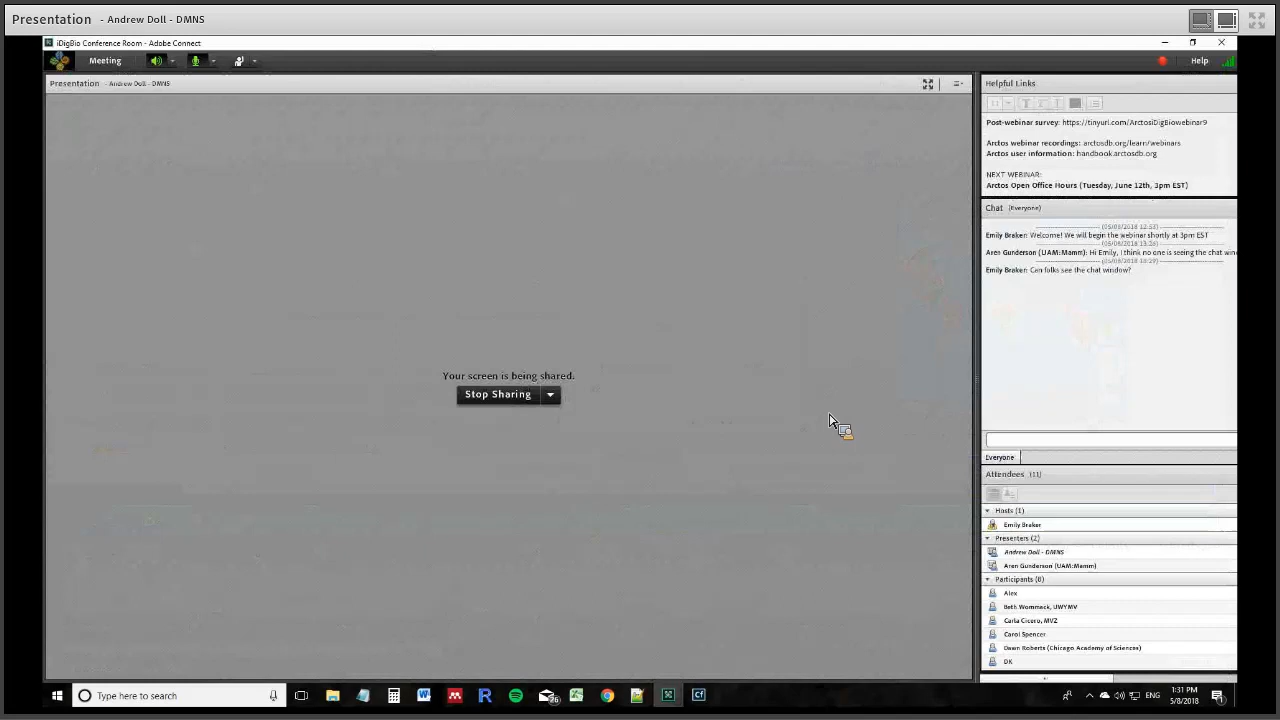 Presentation - Andrew Doll - DMNS
iDigBio Conference Room - Adobe Connect
Meeting
Help
Presentation - Andrew Doll - DMNS
Your screen is being shared.
Stop Sharing
Helpful Links
Post-webinar survey: https://tinyurl.com/ArctosiDigBiowebinar9
Arctos webinar recordings: arctosdb.org/learn/webinars
Arctos user information: handbook.arctosdb.org
NEXT WEBINAR:
Arctos Open Office Hours (Tuesday, June 12th, 3pm EST)
Chat (Everyone)
Emily Braker: Welcome! We will begin the webinar shortly at 3pm EST
Aren Gunderson (UAM:Mamm): Hi Emily, I think no one is seeing the chat win
Emily Braker: Can folks see the chat window?
Everyone
Attendees (11)
Hosts (1)
Emily Braker
Presenters (2)
Andrew Doll - DMNS
Aren Gunderson (UAM:Mamm)
Participants (8)
Alex
Beth Wommack, UWYMV
Carla Cicero, MVZ
Carol Spencer
Dawn Roberts (Chicago Academy of Sciences)
DK
Type here to search
26
ENG
1:31 PM
5/8/2018